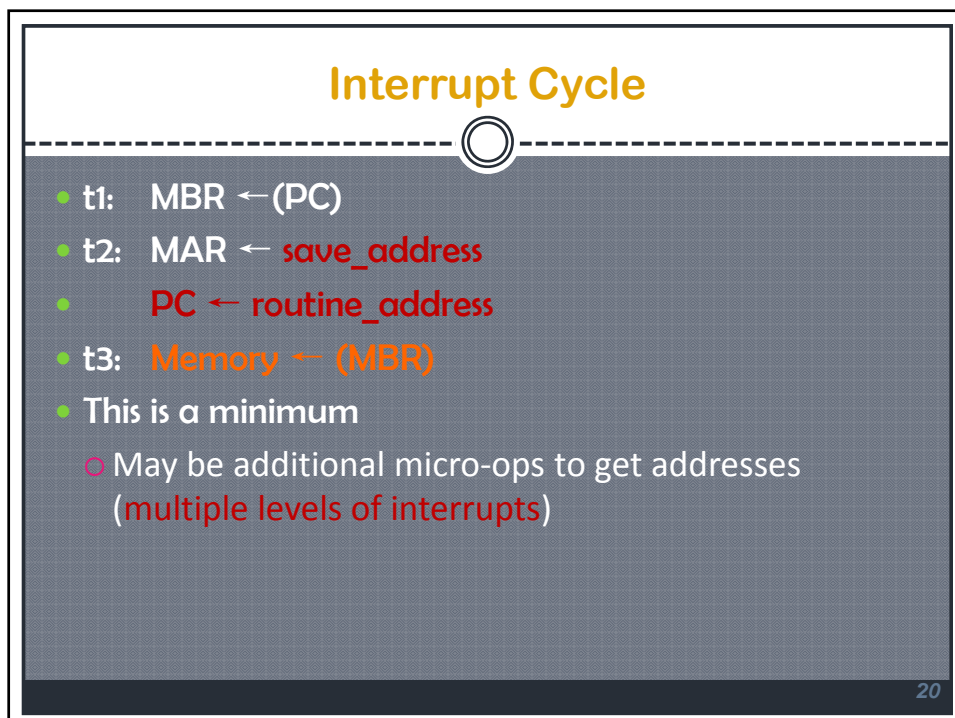 Interrupt Cycle
• t1: MBR ←(PC)
• t2: MAR ← save_address
• PC ← routine_address
• t3: Memory ← (MBR)
• This is a minimum
○ May be additional micro-ops to get addresses
(multiple levels of interrupts)
20